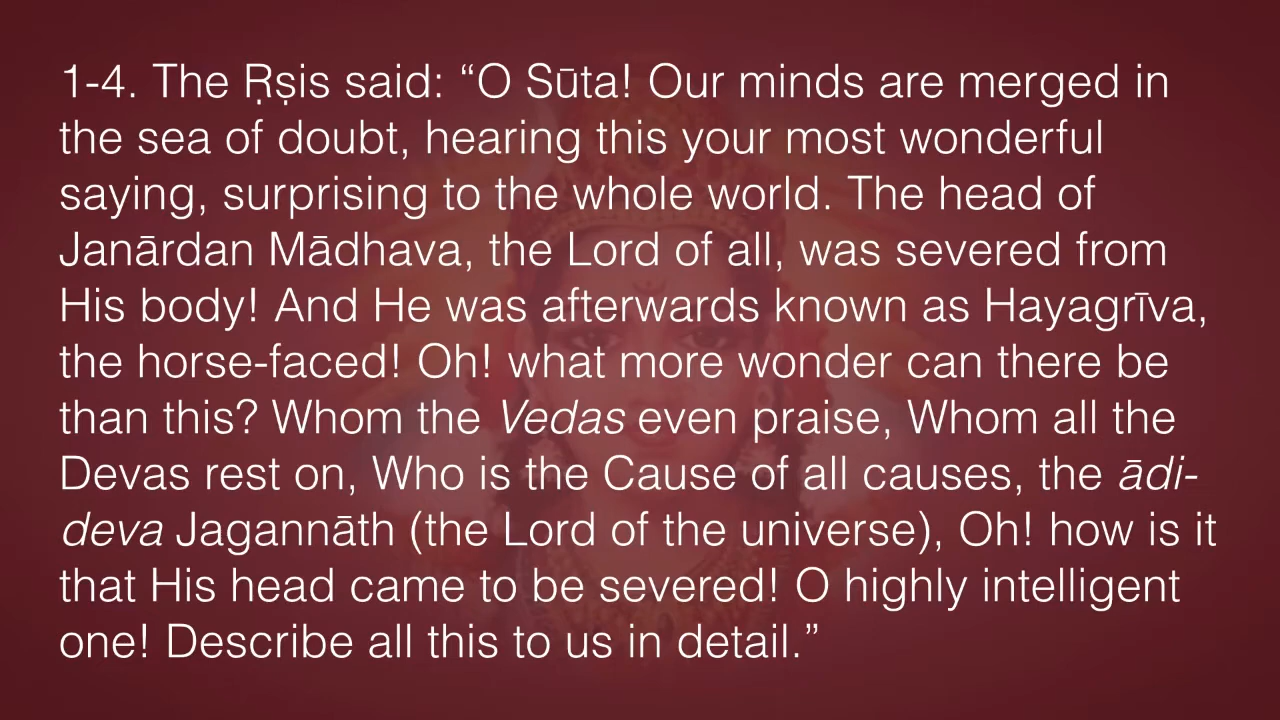 1-4. The Ṛṣis said: “O Sūta! Our minds are merged in
the sea of doubt, hearing this your most wonderful
saying, surprising to the whole world. The head of
Janārdan Mādhava, the Lord of all, was severed from
His body! And He was afterwards known as Hayagrīva,
the horse-faced! Oh! what more wonder can there be
than this? Whom the Vedas even praise, Whom all the
Devas rest on, Who is the Cause of all causes, the ādi-
deva Jagannāth (the Lord of the universe), Oh! how is it
that His head came to be severed! O highly intelligent
one! Describe all this to us in detail.”